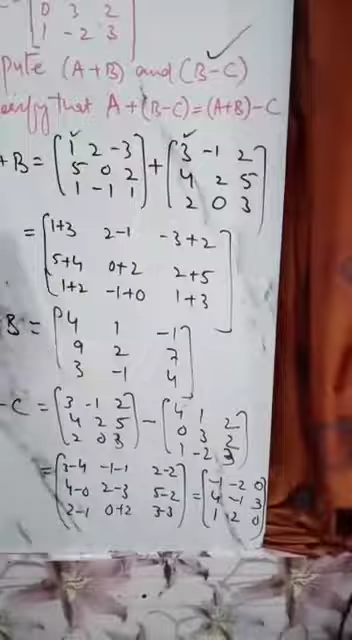 0 3 2
1 -2 3
pute (A+B) and (B-C)
erify that A+(B-C)=(A+B)-C
+B = [1 2 -3] + [3 -1 2]
[5 0 2] [4 2 5]
[1 -1 1] [2 0 3]
= [1+3 2-1 -3+2]
[5+4 0+2 2+5]
[1+2 -1+0 1+3]
B = [4 1 -1]
[9 2 7]
[3 -1 4]
-C = [3 -1 2] - [4 1 2]
[4 2 5] [0 3 2]
[2 0 3] [1 -2 3]
= [3-4 -1-1 2-2] = [-1 -2 0]
[4-0 2-3 5-2] [4 -1 3]
[2-1 0+2 3-3] [1 2 0]